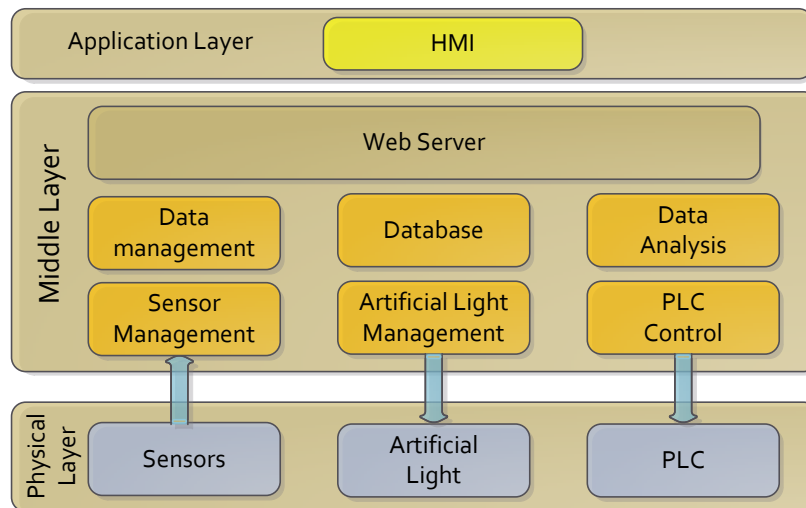 Application Layer
HMI
Middle Layer
Web Server
Data
management
Database
Data
Analysis
Sensor
Management
Artificial Light
Management
PLC
Control
Physical
Layer
Sensors
Artificial
Light
PLC